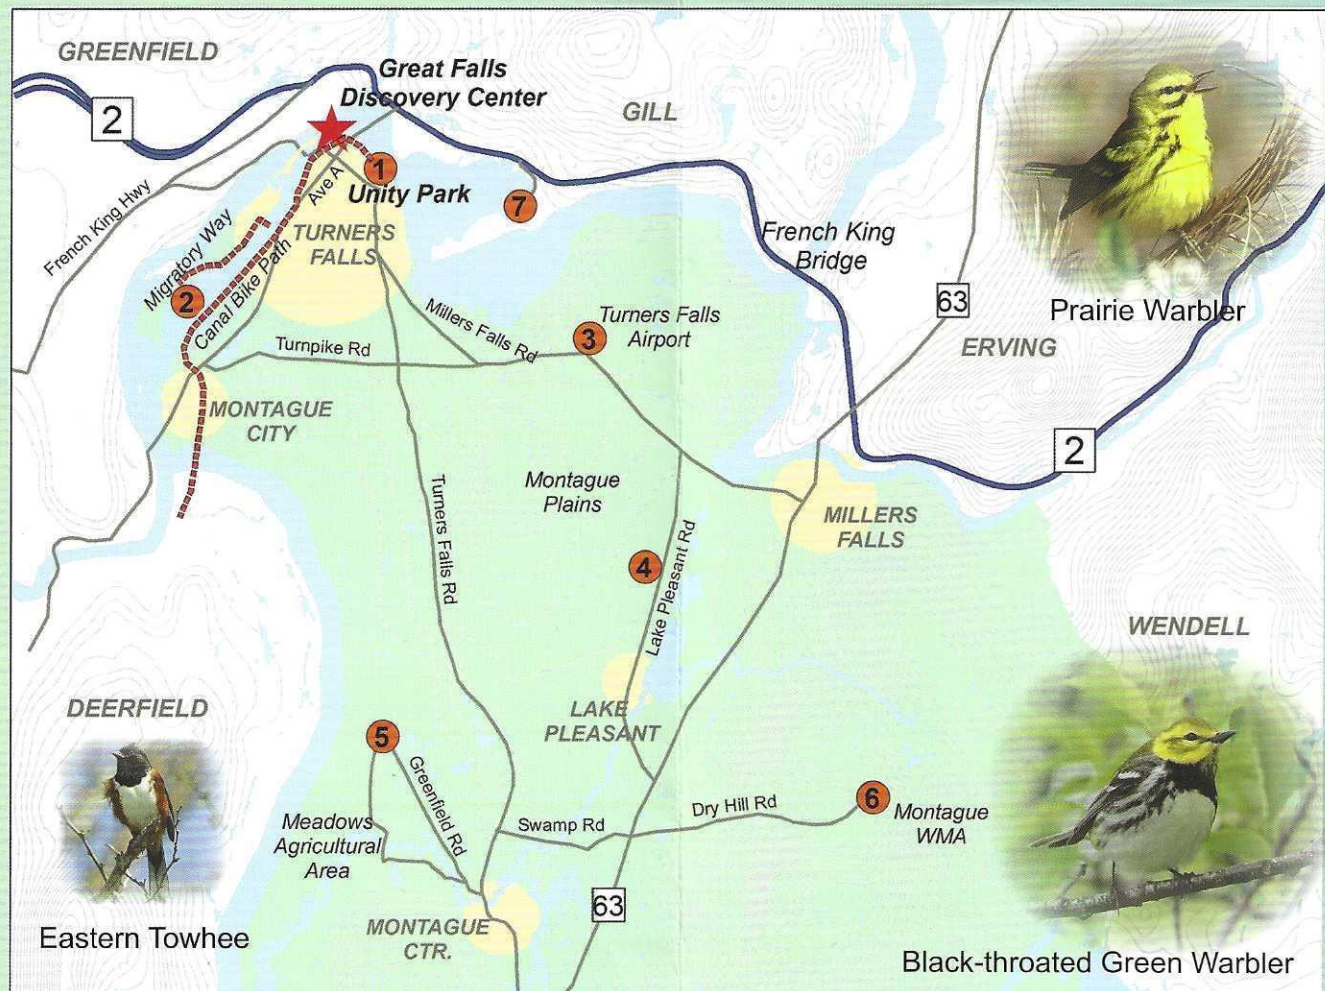 GREENFIELD
2
Great Falls
Discovery Center
GILL
1
Unity Park
7
Ave A
French King Hwy
Migratory Way
2
Canal Bike Path
TURNERS
FALLS
French King
Bridge
63
Prairie Warbler
ERVING
Millers Falls Rd
3
Turners Falls
Airport
Turnpike Rd
MONTAGUE
CITY
2
Turners Falls Rd
Montague
Plains
MILLERS
FALLS
4
Lake Pleasant Rd
WENDELL
DEERFIELD
LAKE
PLEASANT
5
Greenfield Rd
Meadows
Agricultural
Area
Swamp Rd
Dry Hill Rd
6
Montague
WMA
63
MONTAGUE
CTR.
Eastern Towhee
Black-throated Green Warbler